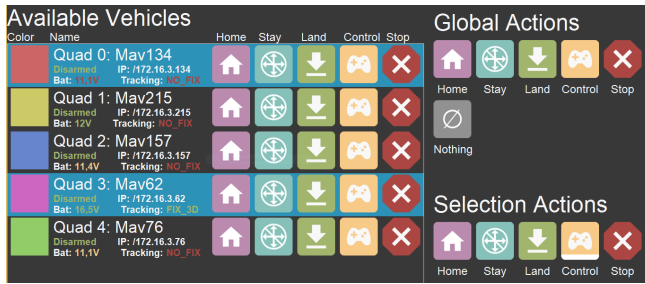 Available Vehicles
Color Name Home Stay Land Control Stop
Quad 0: Mav134
Disarmed IP: /172.16.3.134
Bat: 11,1V Tracking: NO_FIX
Quad 1: Mav215
Disarmed IP: /172.16.3.215
Bat: 12V Tracking: NO_FIX
Quad 2: Mav157
Disarmed IP: /172.16.3.157
Bat: 11,4V Tracking: NO_FIX
Quad 3: Mav62
Disarmed IP: /172.16.3.62
Bat: 16,5V Tracking: FIX_3D
Quad 4: Mav76
Disarmed IP: /172.16.3.76
Bat: 11,1V Tracking: NO_FIX
Global Actions
Home Stay Land Control Stop
Nothing
Selection Actions
Home Stay Land Control Stop